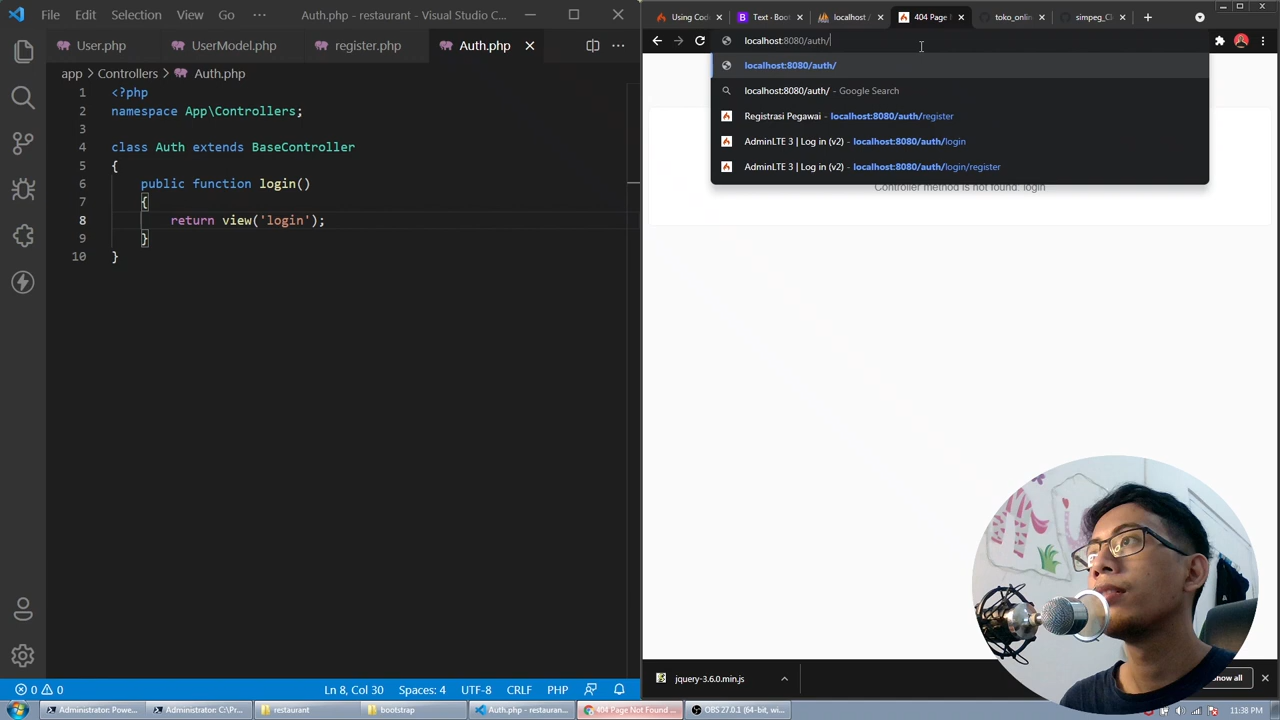 File Edit Selection View Go ··· Auth.php - restaurant - Visual Studio C...
User.php UserModel.php register.php Auth.php
app > Controllers > Auth.php
1 <?php
2 namespace App\Controllers;
3
4 class Auth extends BaseController
5 {
6 public function login()
7 {
8 return view('login');
9 }
10 }
0 0 Ln 8, Col 30 Spaces: 4 UTF-8 CRLF PHP
Using Cod Text · Boot localhost / 404 Page N toko_onlin simpeg_CI
localhost:8080/auth/
localhost:8080/auth/
localhost:8080/auth/ - Google Search
Registrasi Pegawai - localhost:8080/auth/register
AdminLTE 3 | Log in (v2) - localhost:8080/auth/login
AdminLTE 3 | Log in (v2) - localhost:8080/auth/login/register
Controller method is not found: login
jquery-3.6.0.min.js
how all
Administrator: Powe... Administrator: C:\Pr... restaurant bootstrap Auth.php - restauran... 404 Page Not Found ... OBS 27.0.1 (64-bit, wi... 11:38 PM